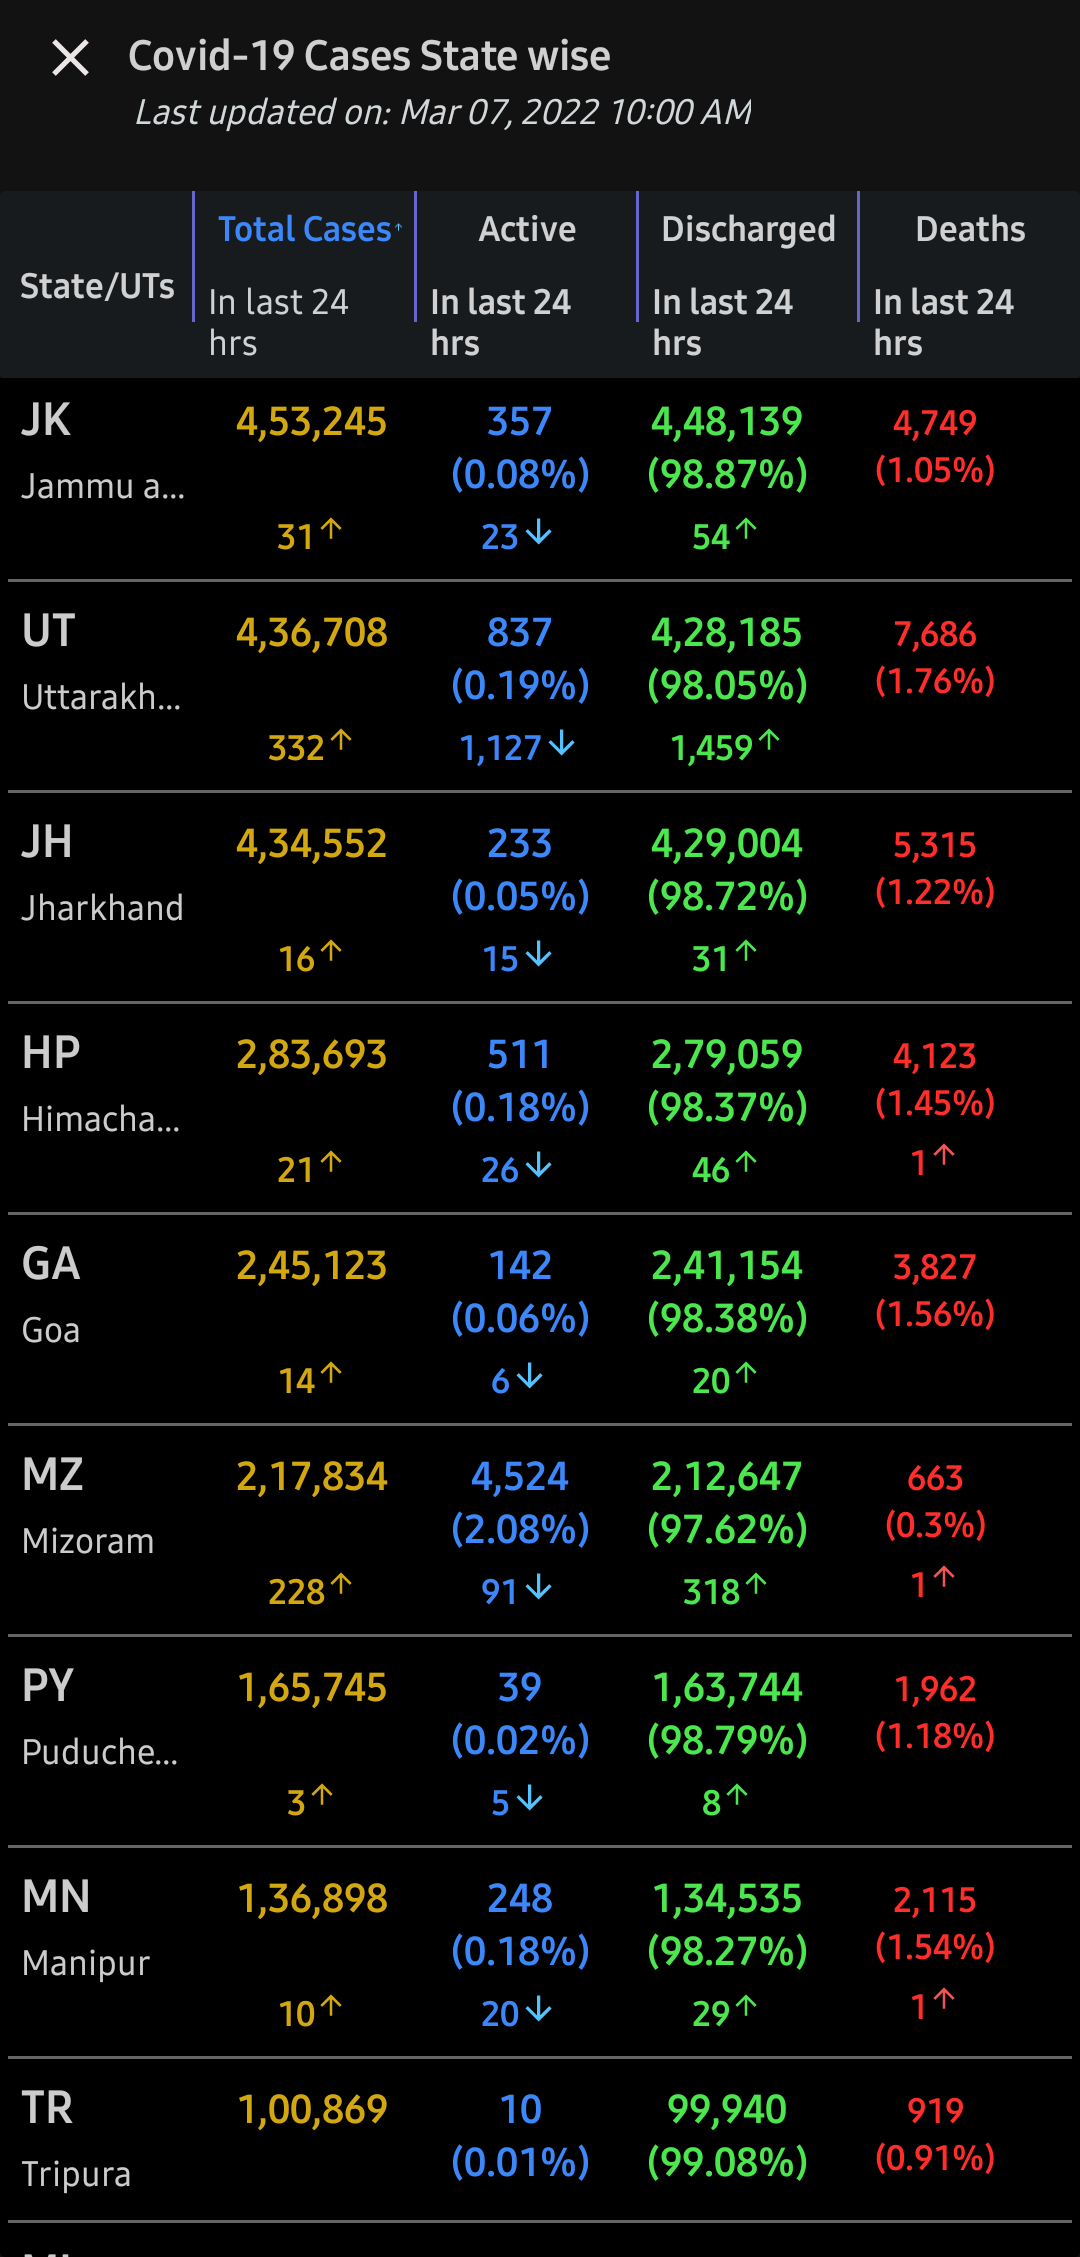 Covid-19 Cases State wise
Last updated on: Mar 07, 2022 10:00 AM
State/UTs
Total Cases↑ Active Discharged Deaths
In last 24 hrs In last 24 hrs In last 24 hrs In last 24 hrs
JK 4,53,245 357 4,48,139 4,749
Jammu a... (0.08%) (98.87%) (1.05%)
31↑ 23↓ 54↑
UT 4,36,708 837 4,28,185 7,686
Uttarakh... (0.19%) (98.05%) (1.76%)
332↑ 1,127↓ 1,459↑
JH 4,34,552 233 4,29,004 5,315
Jharkhand (0.05%) (98.72%) (1.22%)
16↑ 15↓ 31↑
HP 2,83,693 511 2,79,059 4,123
Himacha... (0.18%) (98.37%) (1.45%)
21↑ 26↓ 46↑ 1↑
GA 2,45,123 142 2,41,154 3,827
Goa (0.06%) (98.38%) (1.56%)
14↑ 6↓ 20↑
MZ 2,17,834 4,524 2,12,647 663
Mizoram (2.08%) (97.62%) (0.3%)
228↑ 91↓ 318↑ 1↑
PY 1,65,745 39 1,63,744 1,962
Puduche... (0.02%) (98.79%) (1.18%)
3↑ 5↓ 8↑
MN 1,36,898 248 1,34,535 2,115
Manipur (0.18%) (98.27%) (1.54%)
10↑ 20↓ 29↑ 1↑
TR 1,00,869 10 99,940 919
Tripura (0.01%) (99.08%) (0.91%)